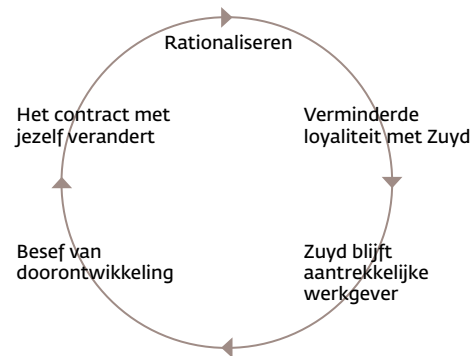 Rationaliseren
Het contract met
jezelf verandert
Verminderde
loyaliteit met Zuyd
Besef van
doorontwikkeling
Zuyd blijft
aantrekkelijke
werkgever